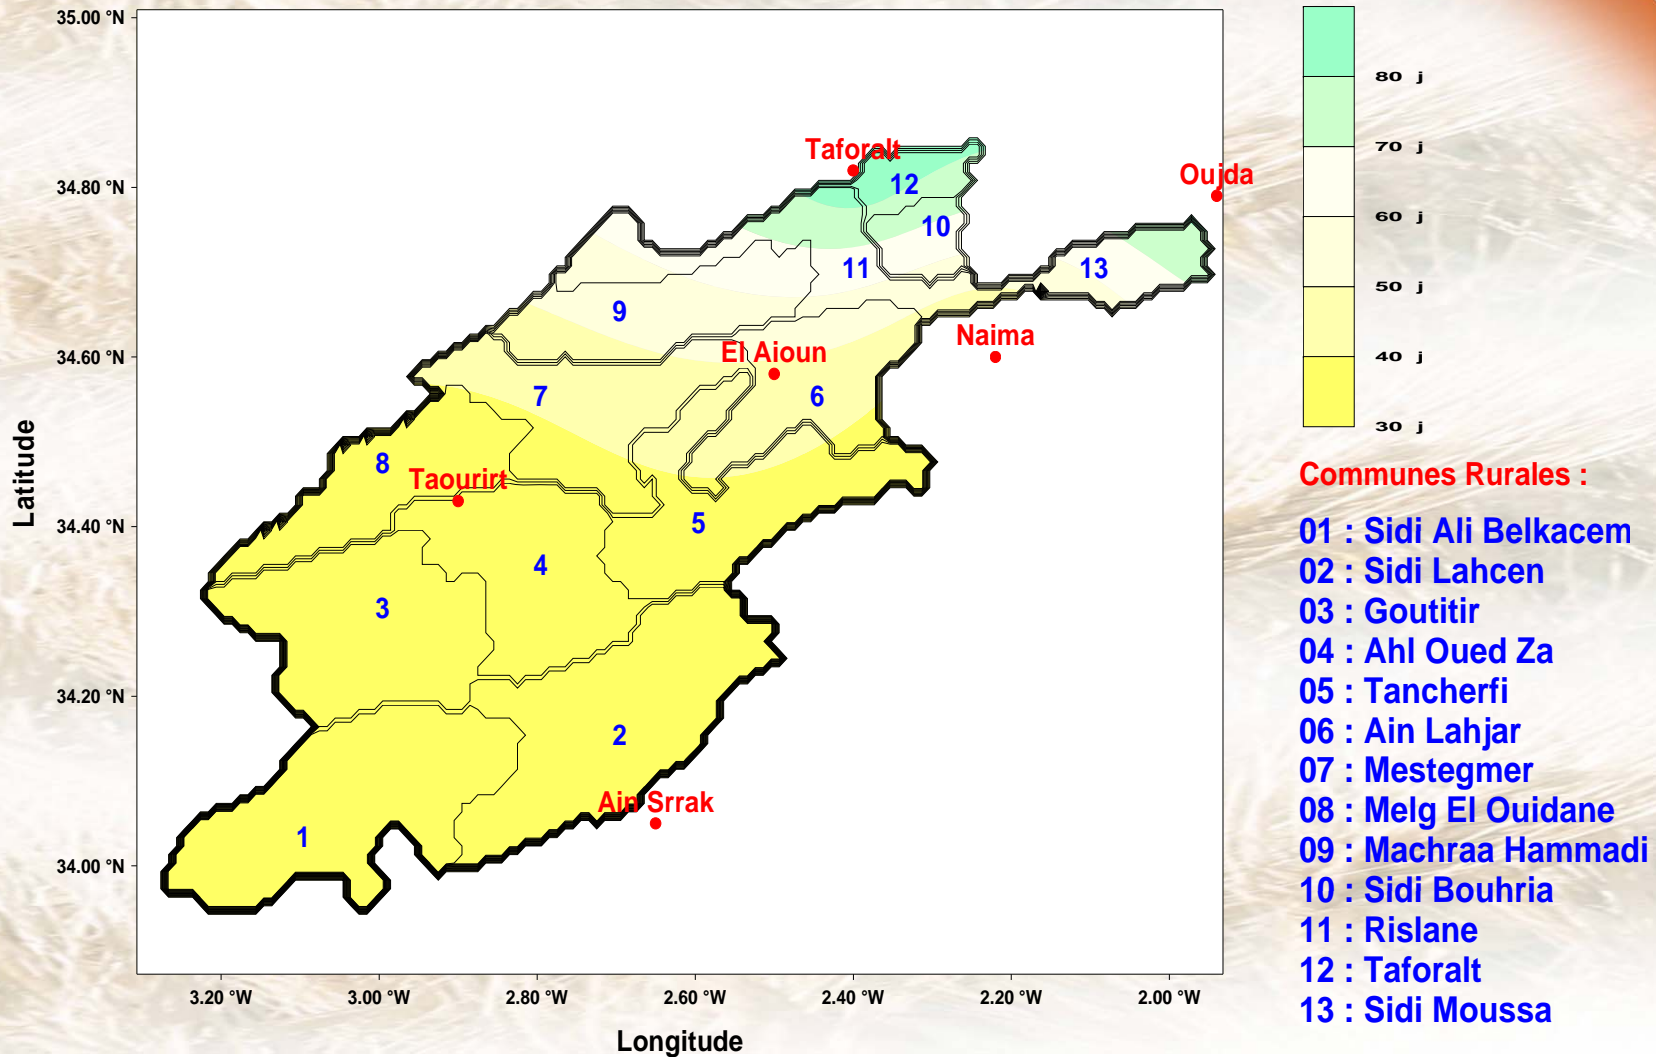 35.00 °N
34.80 °N
34.60 °N
34.40 °N
34.20 °N
34.00 °N
Latitude
3.20 °W
3.00 °W
2.80 °W
2.60 °W
2.40 °W
2.20 °W
2.00 °W
Longitude
Taforalt
Oujda
12
10
11
13
9
Naima
El Aioun
7
6
8
Taourirt
5
4
3
2
Ain Srrak
1
80 j
70 j
60 j
50 j
40 j
30 j
Communes Rurales :
01 : Sidi Ali Belkacem
02 : Sidi Lahcen
03 : Goutitir
04 : Ahl Oued Za
05 : Tancherfi
06 : Ain Lahjar
07 : Mestegmer
08 : Melg El Ouidane
09 : Machraa Hammadi
10 : Sidi Bouhria
11 : Rislane
12 : Taforalt
13 : Sidi Moussa